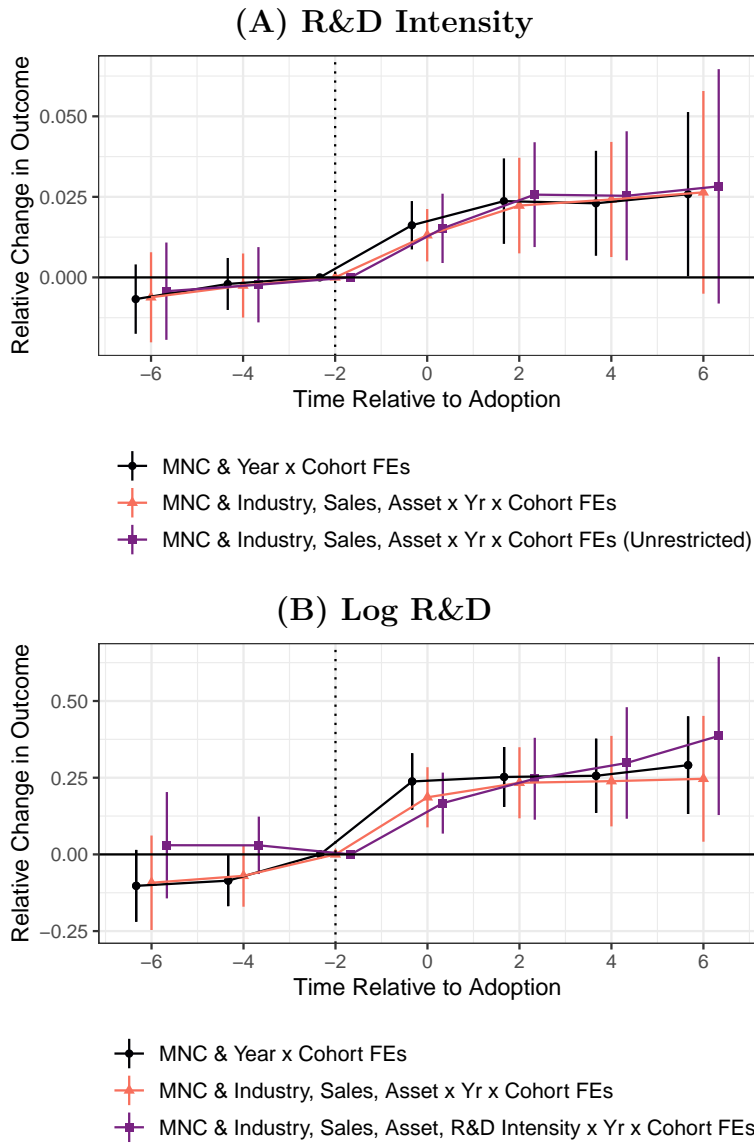 (A) R&D Intensity
Relative Change in Outcome
0.050
0.025
0.000
−6 −4 −2 0 2 4 6
Time Relative to Adoption
MNC & Year x Cohort FEs
MNC & Industry, Sales, Asset x Yr x Cohort FEs
MNC & Industry, Sales, Asset x Yr x Cohort FEs (Unrestricted)
(B) Log R&D
Relative Change in Outcome
0.50
0.25
0.00
−0.25
−6 −4 −2 0 2 4 6
Time Relative to Adoption
MNC & Year x Cohort FEs
MNC & Industry, Sales, Asset x Yr x Cohort FEs
MNC & Industry, Sales, Asset, R&D Intensity x Yr x Cohort FEs